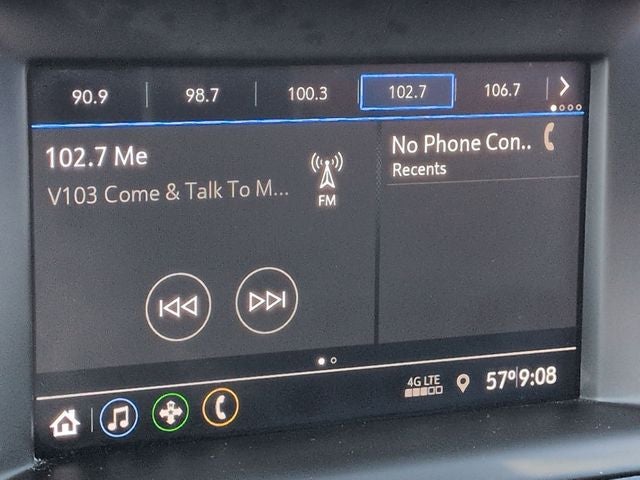 90.9 98.7 100.3 102.7 106.7
102.7 Me
V103 Come & Talk To M...
FM
No Phone Con..
Recents
4G LTE
57° 9:08